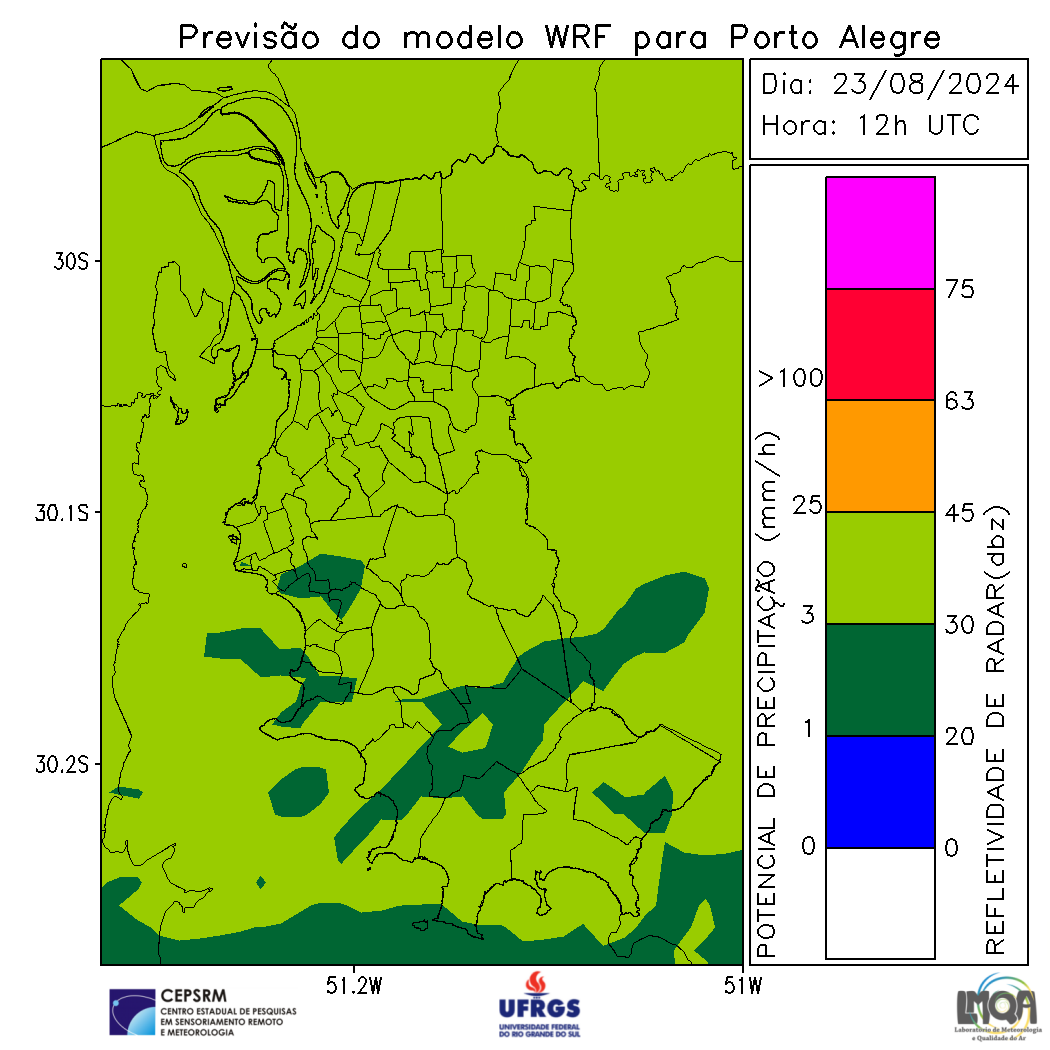 Previsão do modelo WRF para Porto Alegre
Dia: 23/08/2024
Hora: 12h UTC
30S
30.1S
30.2S
51.2W
51W
POTENCIAL DE PRECIPITAÇÃO (mm/h)
>100
25
3
1
0
75
63
45
30
20
0
REFLETIVIDADE DE RADAR(dbz)
CEPSRM
CENTRO ESTADUAL DE PESQUISAS
EM SENSORIAMENTO REMOTO
E METEOROLOGIA
UFRGS
UNIVERSIDADE FEDERAL
DO RIO GRANDE DO SUL
LMQA
Laboratório de Meteorologia
e Qualidade do Ar